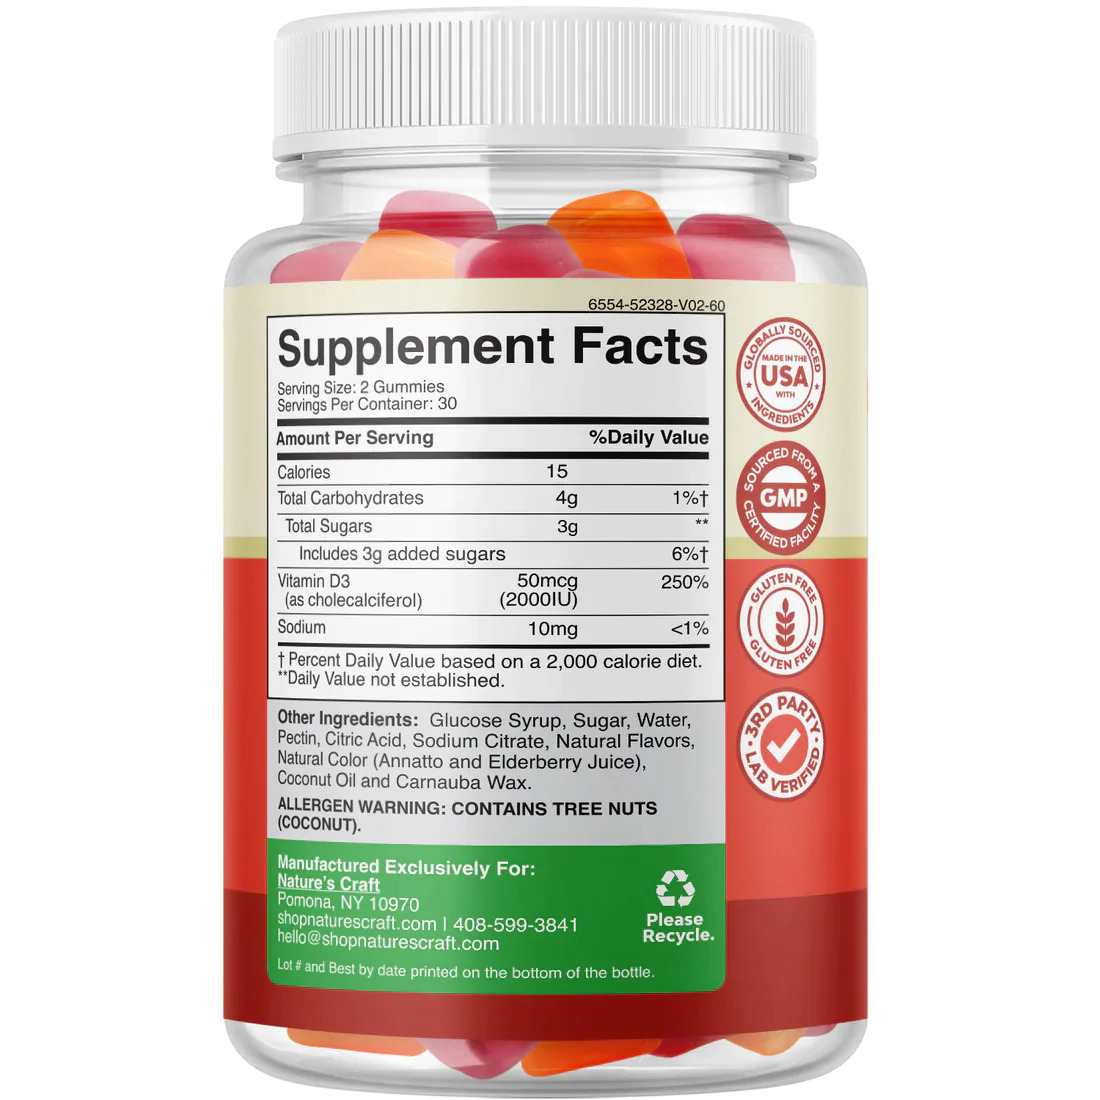 6554-52328-V02-60
Supplement Facts
Serving Size: 2 Gummies
Servings Per Container: 30
Amount Per Serving %Daily Value
Calories 15
Total Carbohydrates 4g 1%†
Total Sugars 3g **
Includes 3g added sugars 6%†
Vitamin D3 50mcg 250%
(as cholecalciferol) (2000IU)
Sodium 10mg <1%
† Percent Daily Value based on a 2,000 calorie diet.
**Daily Value not established.
Other Ingredients: Glucose Syrup, Sugar, Water,
Pectin, Citric Acid, Sodium Citrate, Natural Flavors,
Natural Color (Annatto and Elderberry Juice),
Coconut Oil and Carnauba Wax.
ALLERGEN WARNING: CONTAINS TREE NUTS
(COCONUT).
Manufactured Exclusively For:
Nature's Craft
Pomona, NY 10970
shopnaturescraft.com | 408-599-3841
hello@shopnaturescraft.com
Lot # and Best by date printed on the bottom of the bottle.
Please
Recycle.
GLOBALLY SOURCED
MADE IN THE
USA
WITH
INGREDIENTS
SOURCED FROM A
GMP
CERTIFIED FACILITY
GLUTEN FREE
GLUTEN FREE
3RD PARTY
LAB VERIFIED